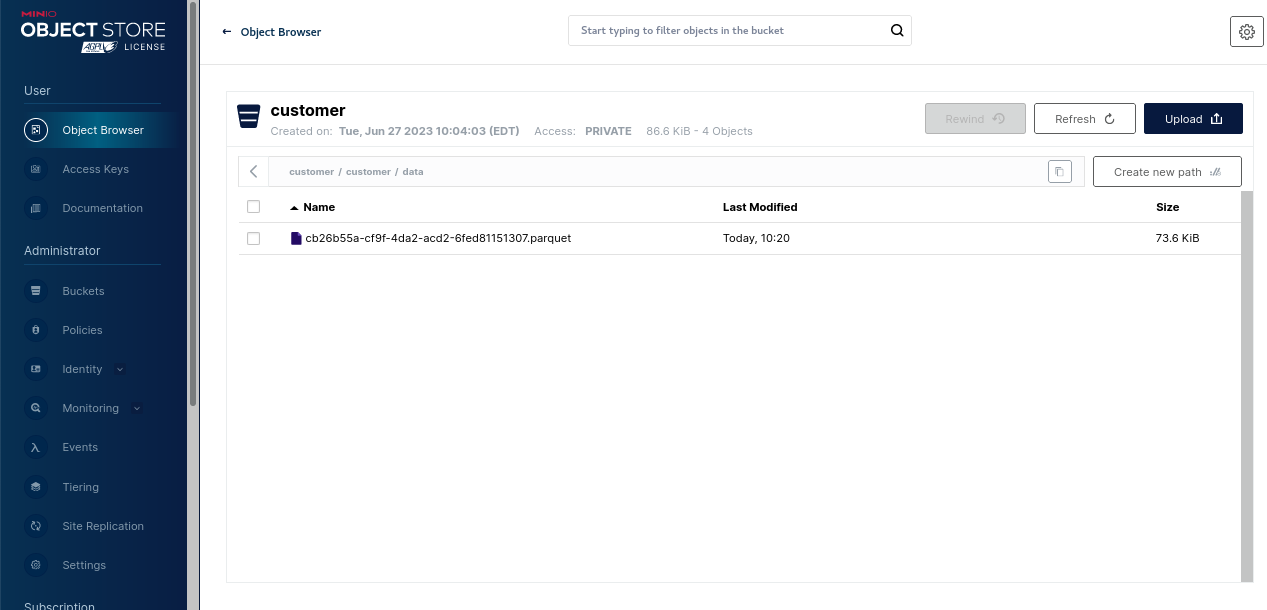 MINIO
OBJECT STORE
AGPLv3 LICENSE
User
Object Browser
Access Keys
Documentation
Administrator
Buckets
Policies
Identity
Monitoring
Events
Tiering
Site Replication
Settings
Subscription
← Object Browser
Start typing to filter objects in the bucket
customer
Created on: Tue, Jun 27 2023 10:04:03 (EDT) Access: PRIVATE 86.6 KiB - 4 Objects
Rewind
Refresh
Upload
customer / customer / data
Create new path
Name Last Modified Size
cb26b55a-cf9f-4da2-acd2-6fed81151307.parquet Today, 10:20 73.6 KiB